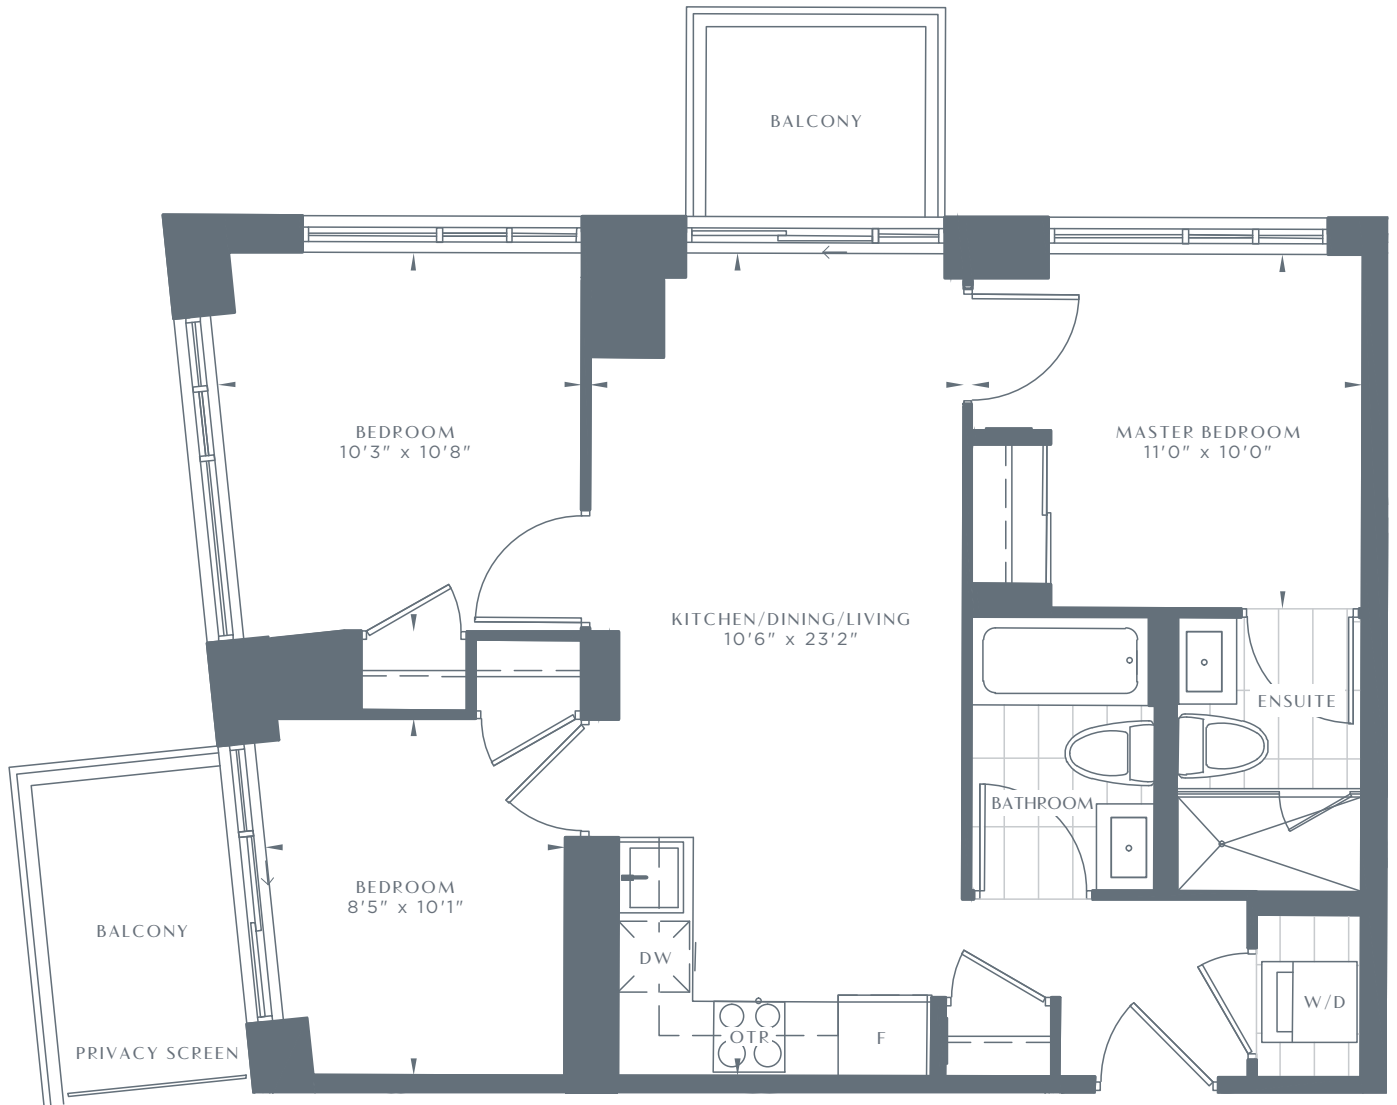 BALCONY
BEDROOM
10'3" x 10'8"
MASTER BEDROOM
11'0" x 10'0"
KITCHEN/DINING/LIVING
10'6" x 23'2"
ENSUITE
BATHROOM
BEDROOM
8'5" x 10'1"
BALCONY
DW
W/D
OTR
F
PRIVACY SCREEN